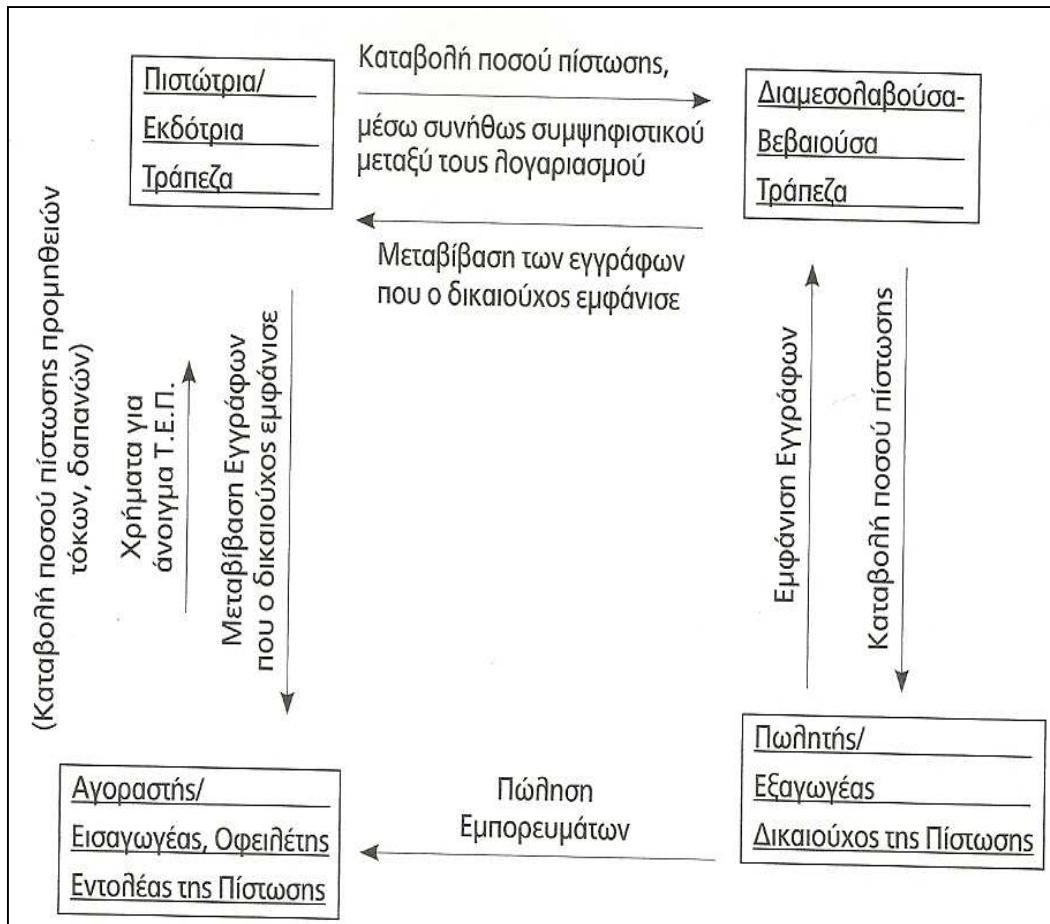 Πιστώτρια/
Εκδότρια
Τράπεζα
Καταβολή ποσού πίστωσης,
μέσω συνήθως συμψηφιστικού
μεταξύ τους λογαριασμού
Μεταβίβαση των εγγράφων
που ο δικαιούχος εμφάνισε
Διαμεσολαβούσα-
Βεβαιούσα
Τράπεζα
(Καταβολή ποσού πίστωσης προμηθειών
τόκων, δαπανών)
Χρήματα για
άνοιγμα Τ.Ε.Π.
Μεταβίβαση Εγγράφων
που ο δικαιούχος εμφάνισε
Εμφάνιση Εγγράφων
Καταβολή ποσού πίστωσης
Αγοραστής/
Εισαγωγέας, Οφειλέτης
Εντολέας της Πίστωσης
Πώληση
Εμπορευμάτων
Πωλητής/
Εξαγωγέας
Δικαιούχος της Πίστωσης